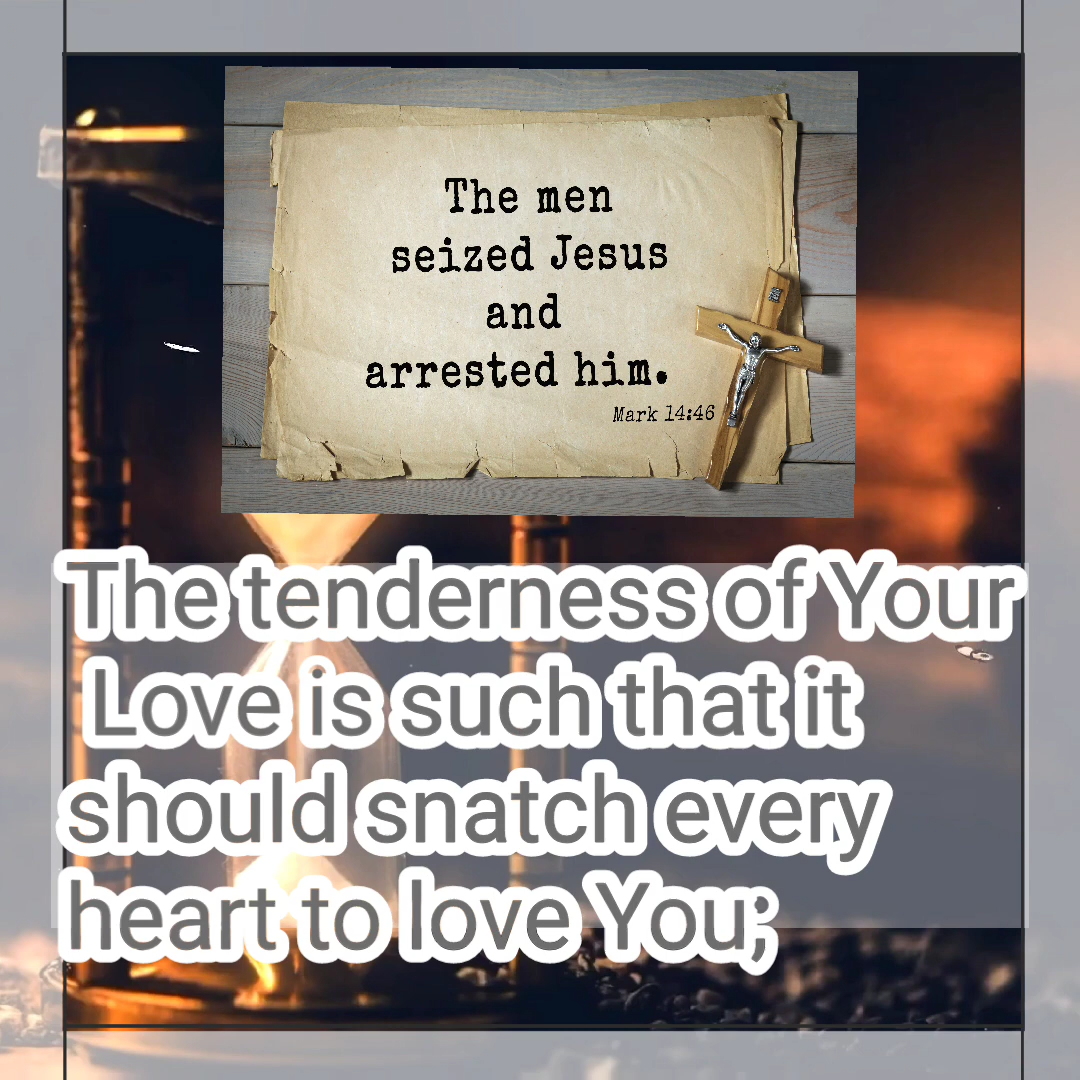 The men
seized Jesus
and
arrested him.
Mark 14:46
The tenderness of Your
Love is such that it
should snatch every
heart to love You;